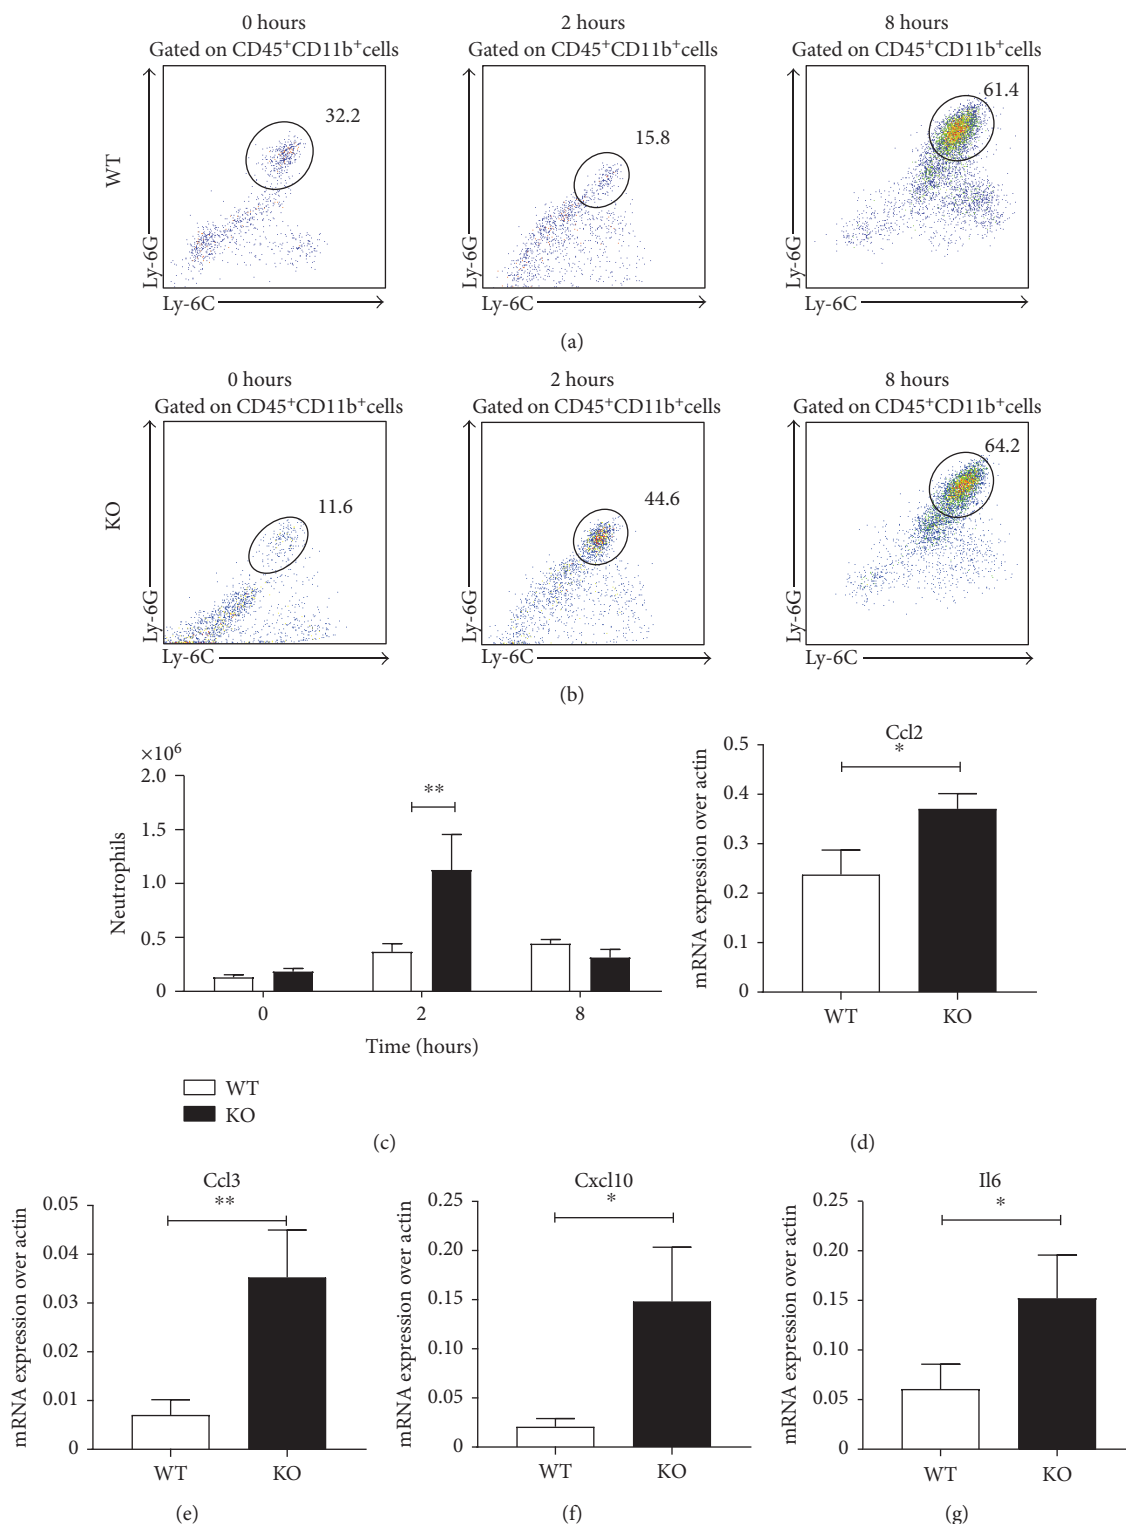 0 hours
Gated on CD45+CD11b+cells
2 hours
Gated on CD45+CD11b+cells
8 hours
Gated on CD45+CD11b+cells
WT
Ly-6G
32.2
Ly-6C
Ly-6G
15.8
Ly-6C
Ly-6G
61.4
Ly-6C
(a)
0 hours
Gated on CD45+CD11b+cells
2 hours
Gated on CD45+CD11b+cells
8 hours
Gated on CD45+CD11b+cells
KO
Ly-6G
11.6
Ly-6C
Ly-6G
44.6
Ly-6C
Ly-6G
64.2
Ly-6C
(b)
×10⁶
2.0
1.5
1.0
0.5
0
Neutrophils
**
0
2
8
Time (hours)
WT
KO
(c)
Ccl2
*
0.5
0.4
0.3
0.2
0.1
0
mRNA expression over actin
WT
KO
(d)
Ccl3
**
0.05
0.04
0.03
0.02
0.01
0
mRNA expression over actin
WT
KO
(e)
Cxcl10
*
0.25
0.20
0.15
0.10
0.05
0
mRNA expression over actin
WT
KO
(f)
Il6
*
0.25
0.20
0.15
0.10
0.05
0
mRNA expression over actin
WT
KO
(g)